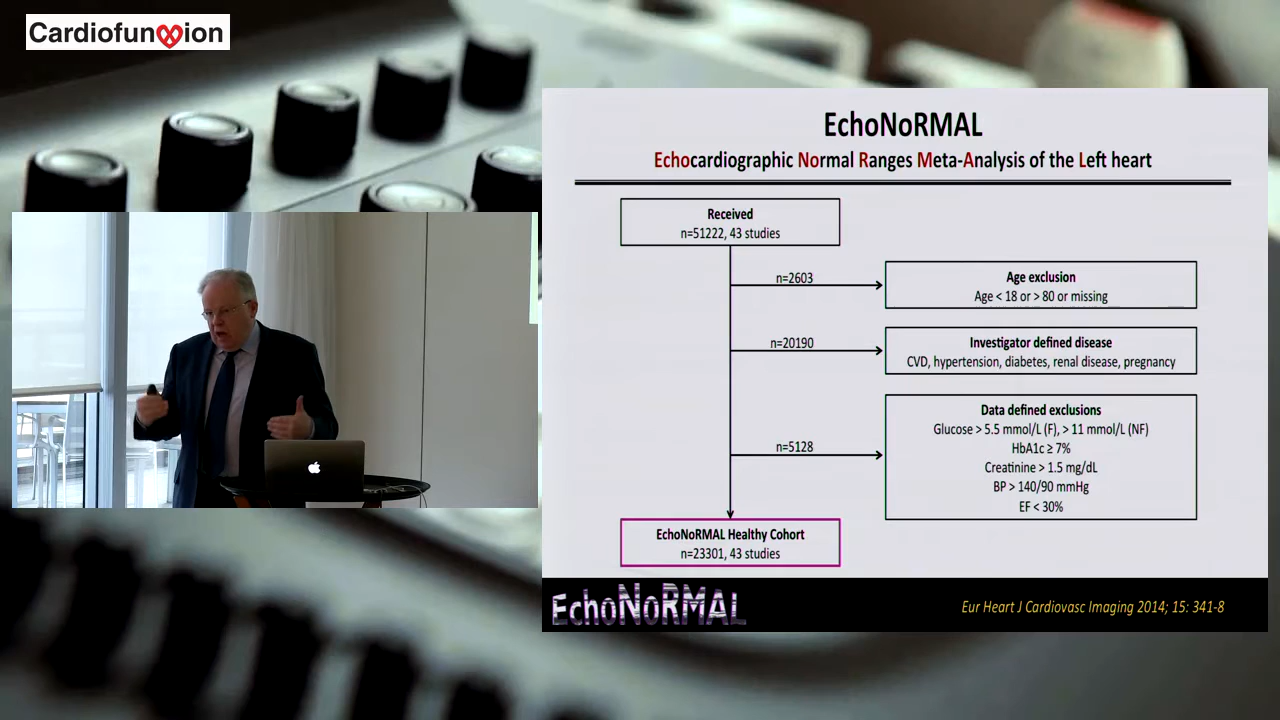 Cardiofunxion
EchoNoRMAL
Echocardiographic Normal Ranges Meta-Analysis of the Left heart
Received
n=51222, 43 studies
n=2603
Age exclusion
Age < 18 or > 80 or missing
n=20190
Investigator defined disease
CVD, hypertension, diabetes, renal disease, pregnancy
n=5128
Data defined exclusions
Glucose > 5.5 mmol/L (F), > 11 mmol/L (NF)
HbA1c ≥ 7%
Creatinine > 1.5 mg/dL
BP > 140/90 mmHg
EF < 30%
EchoNoRMAL Healthy Cohort
n=23301, 43 studies
EchoNoRMAL
Eur Heart J Cardiovasc Imaging 2014; 15: 341-8